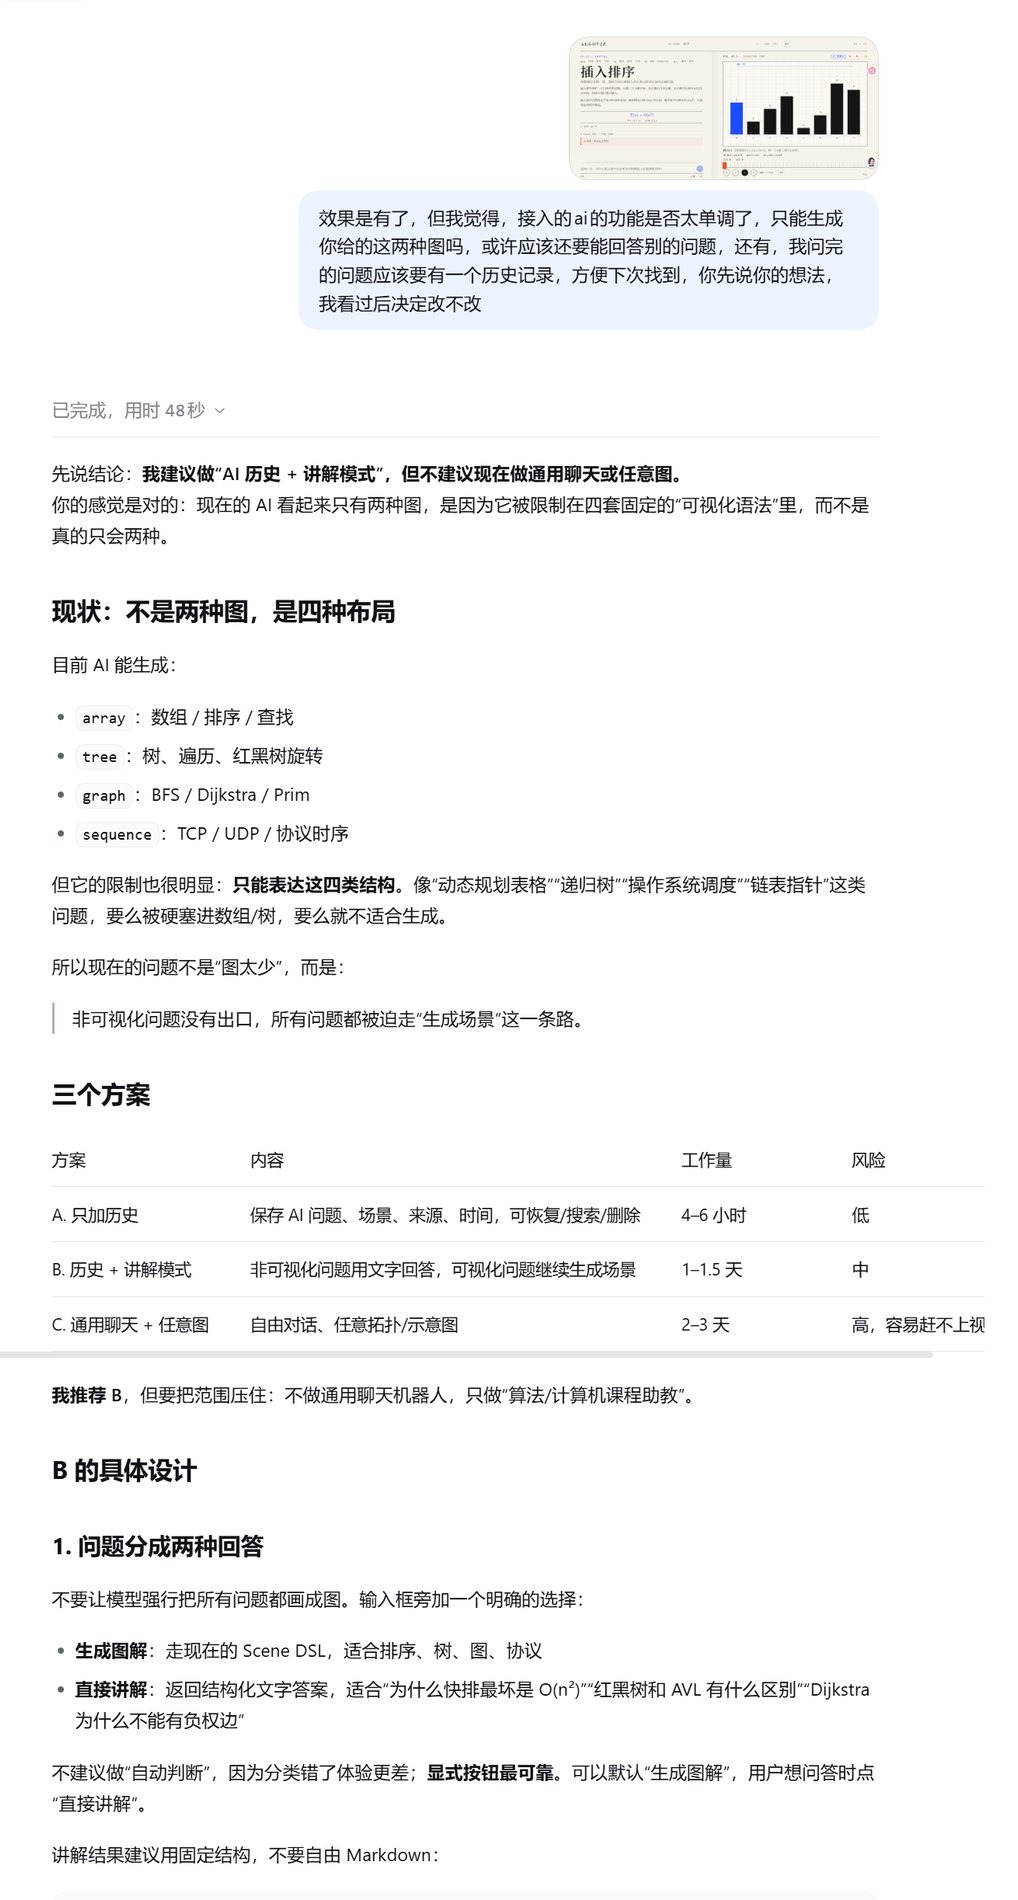 ALGOVIZ
插入排序
效果是有了，但我觉得，接入的ai的功能是否太单调了，只能生成
你给的这两种图吗，或许应该还要能回答别的问题，还有，我问完
的问题应该要有一个历史记录，方便下次找到，你先说你的想法，
我看过后决定改不改
已完成，用时 48秒
先说结论：我建议做“AI 历史 + 讲解模式”，但不建议现在做通用聊天或任意图。
你的感觉是对的：现在的 AI 看起来只有两种图，是因为它被限制在四套固定的“可视化语法”里，而不是
真的只会两种。
现状：不是两种图，是四种布局
目前 AI 能生成：
• array：数组 / 排序 / 查找
• tree：树、遍历、红黑树旋转
• graph：BFS / Dijkstra / Prim
• sequence：TCP / UDP / 协议时序
但它的限制也很明显：只能表达这四类结构。像“动态规划表格”“递归树”“操作系统调度”“链表指针”这类
问题，要么被硬塞进数组/树，要么就不适合生成。
所以现在的问题不是“图太少”，而是：
非可视化问题没有出口，所有问题都被迫走“生成场景”这一条路。
三个方案
方案 内容 工作量 风险
A. 只加历史 保存 AI 问题、场景、来源、时间，可恢复/搜索/删除 4–6 小时 低
B. 历史 + 讲解模式 非可视化问题用文字回答，可视化问题继续生成场景 1–1.5 天 中
C. 通用聊天 + 任意图 自由对话、任意拓扑/示意图 2–3 天 高，容易赶不上视
我推荐 B，但要把范围压住：不做通用聊天机器人，只做“算法/计算机课程助教”。
B 的具体设计
1. 问题分成两种回答
不要让模型强行把所有问题都画成图。输入框旁加一个明确的选择：
• 生成图解：走现在的 Scene DSL，适合排序、树、图、协议
• 直接讲解：返回结构化文字答案，适合“为什么快排最坏是 O(n²)”“红黑树和 AVL 有什么区别”“Dijkstra
为什么不能有负权边”
不建议做“自动判断”，因为分类错了体验更差；显式按钮最可靠。可以默认“生成图解”，用户想问答时点
“直接讲解”。
讲解结果建议用固定结构，不要自由 Markdown：